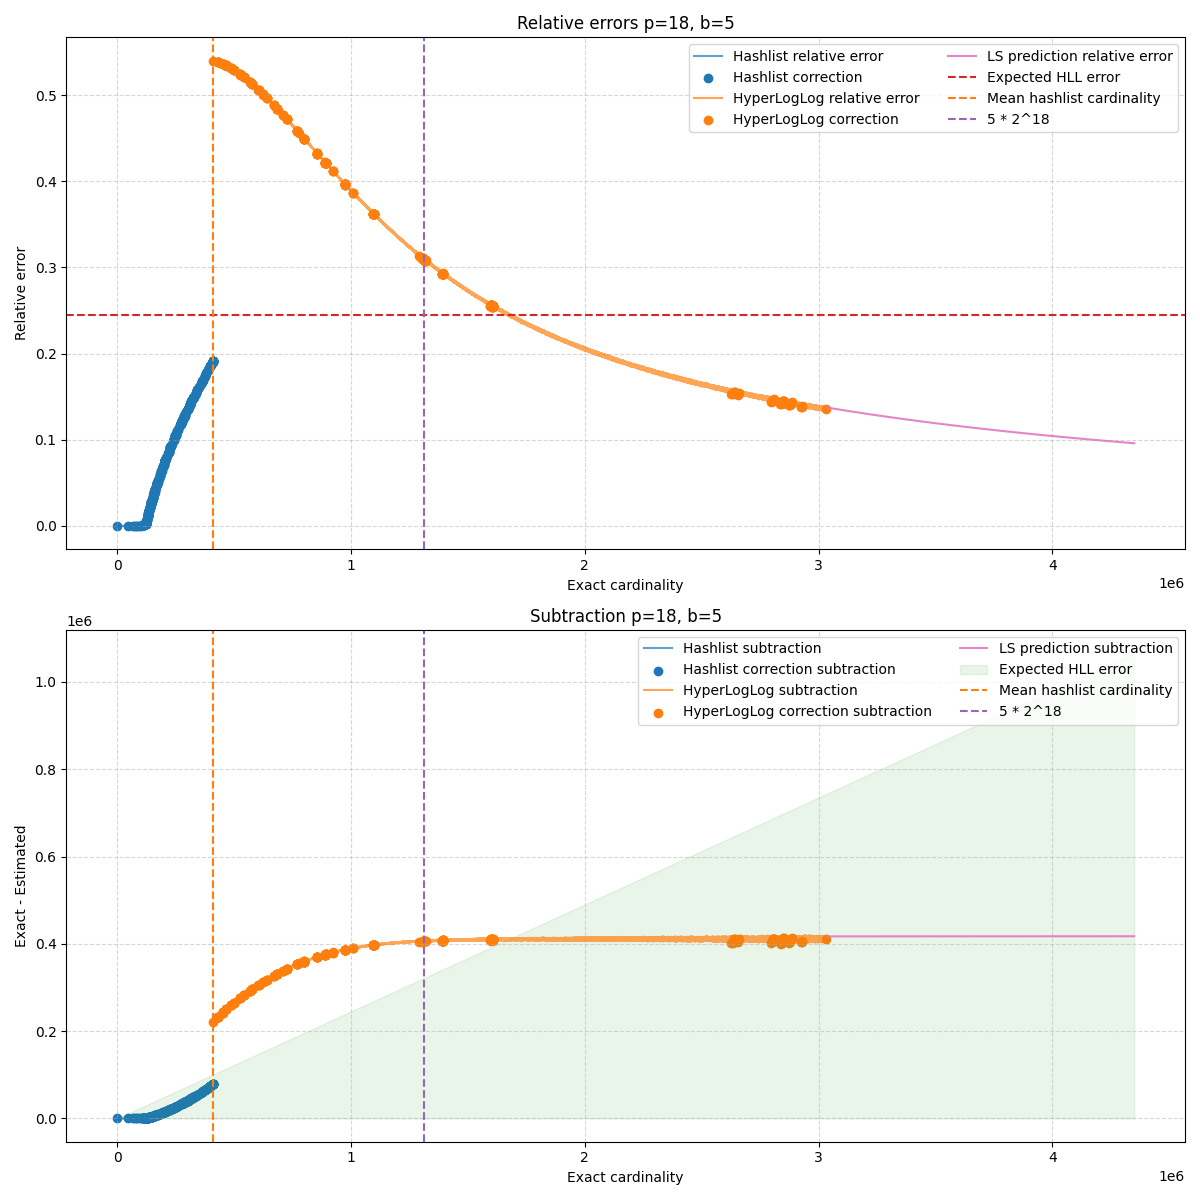 Relative errors p=18, b=5
Hashlist relative error
Hashlist correction
HyperLogLog relative error
HyperLogLog correction
LS prediction relative error
Expected HLL error
Mean hashlist cardinality
5 * 2^18
Relative error
0.5
0.4
0.3
0.2
0.1
0.0
0 1 2 3 4
1e6
Exact cardinality
Subtraction p=18, b=5
1e6
Hashlist subtraction
Hashlist correction subtraction
HyperLogLog subtraction
HyperLogLog correction subtraction
LS prediction subtraction
Expected HLL error
Mean hashlist cardinality
5 * 2^18
Exact - Estimated
1.0
0.8
0.6
0.4
0.2
0.0
0 1 2 3 4
1e6
Exact cardinality